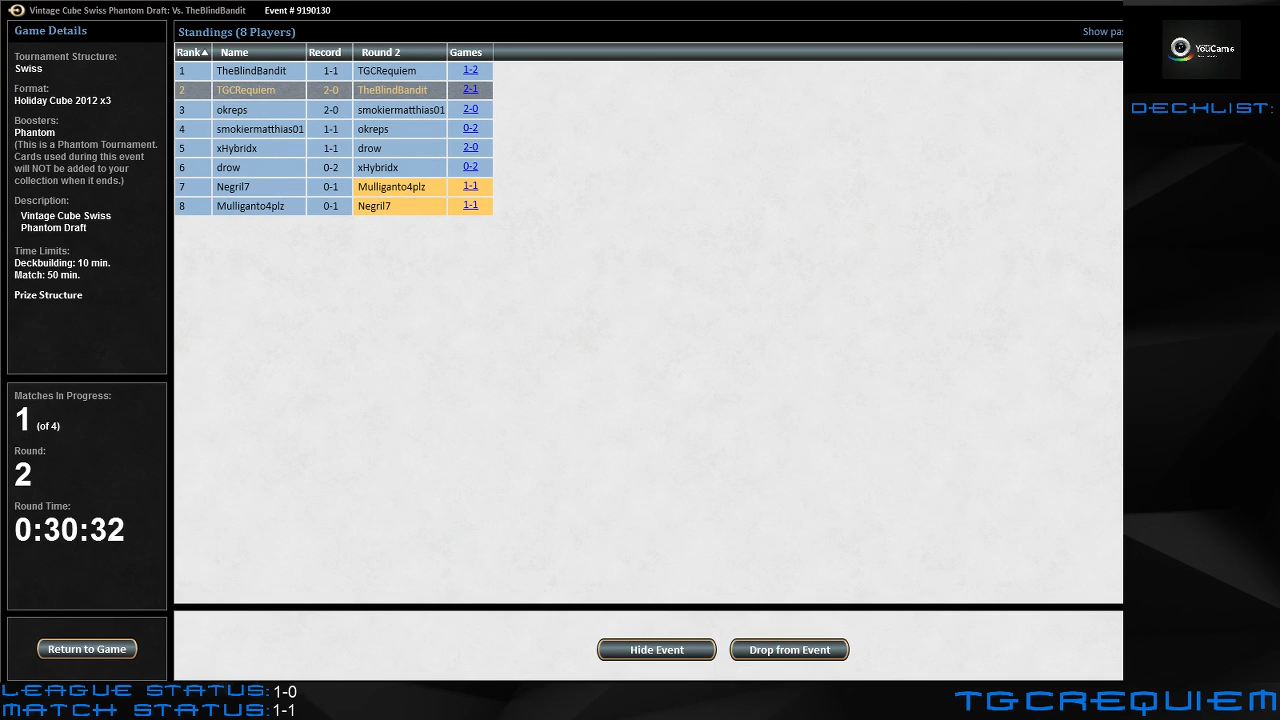 Vintage Cube Swiss Phantom Draft: Vs. TheBlindBandit Event # 9190130
Game Details
Tournament Structure:
Swiss
Format:
Holiday Cube 2012 x3
Boosters:
Phantom
(This is a Phantom Tournament.
Cards used during this event
will NOT be added to your
collection when it ends.)
Description:
Vintage Cube Swiss
Phantom Draft
Time Limits:
Deckbuilding: 10 min.
Match: 50 min.
Prize Structure
Matches In Progress:
1 (of 4)
Round:
2
Round Time:
0:30:32
Return to Game
Standings (8 Players) Show pas
Rank Name Record Round 2 Games
1 TheBlindBandit 1-1 TGCRequiem 1-2
2 TGCRequiem 2-0 TheBlindBandit 2-1
3 okreps 2-0 smokiermatthias01 2-0
4 smokiermatthias01 1-1 okreps 0-2
5 xHybridx 1-1 drow 2-0
6 drow 0-2 xHybridx 0-2
7 Negril7 0-1 Mulliganto4plz 1-1
8 Mulliganto4plz 0-1 Negril7 1-1
Hide Event Drop from Event
YouCam
DECHLIST:
LEAGUE STATUS: 1-0
MATCH STATUS: 1-1
TGCREQUIEM